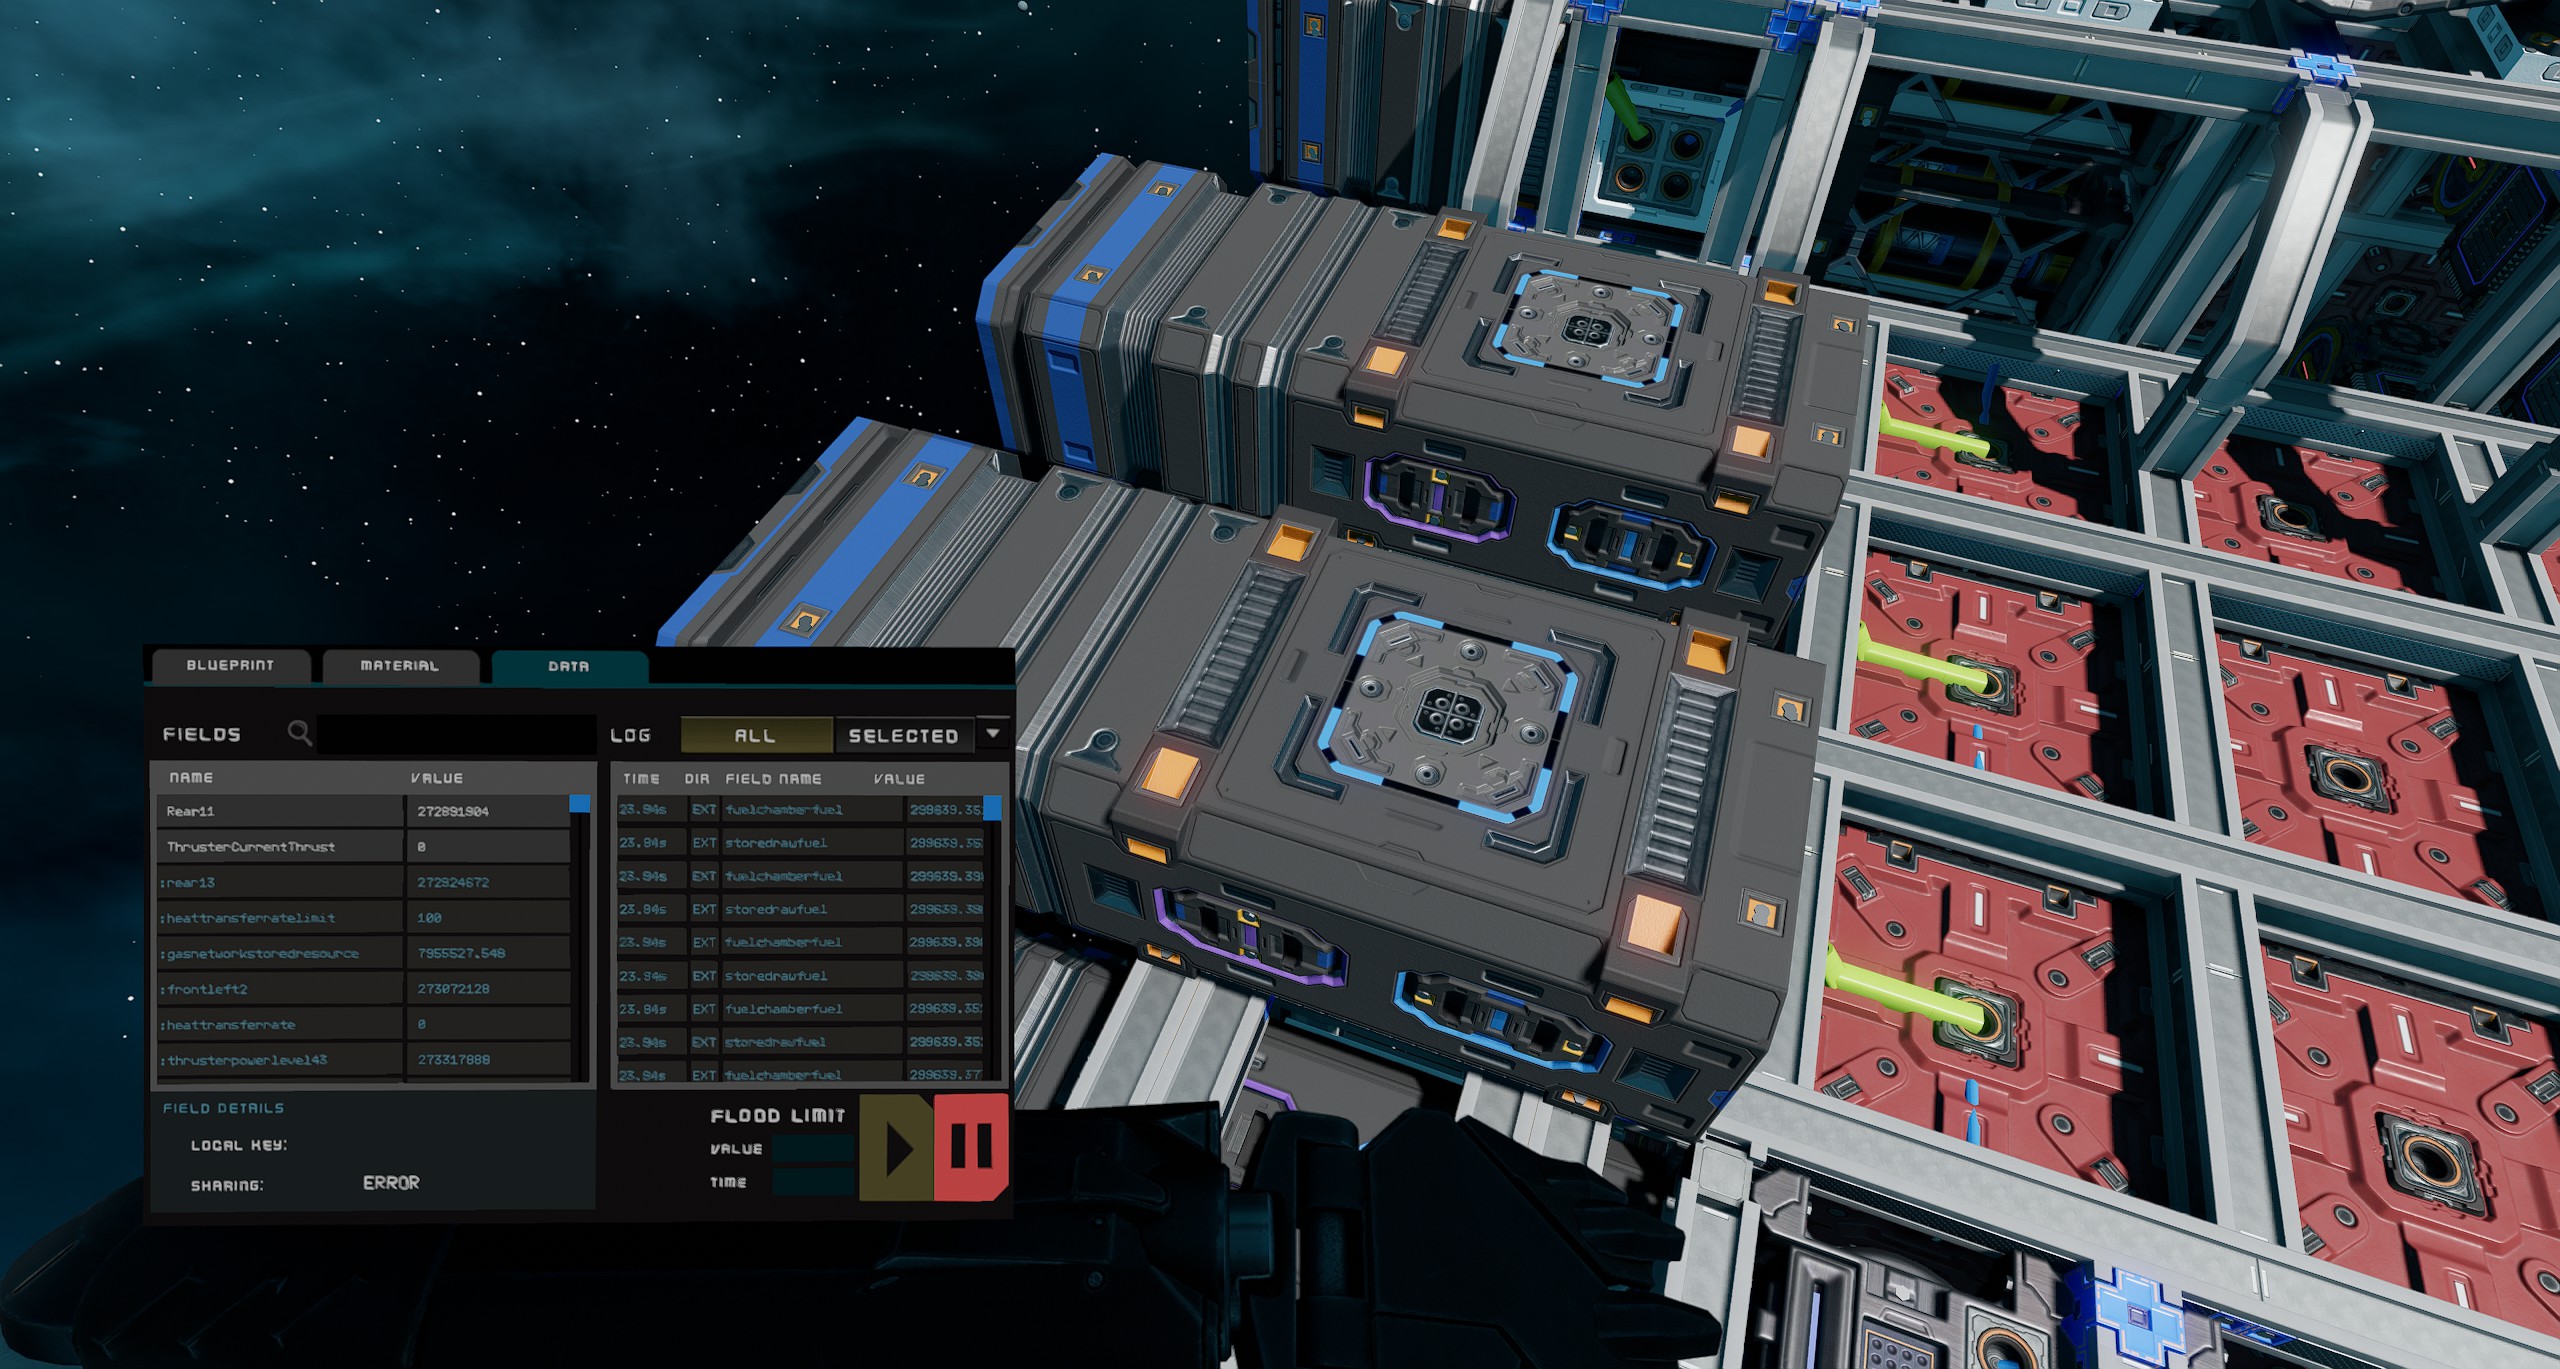 BLUEPRINT MATERIAL DATA
FIELDS LOG ALL SELECTED
NAME VALUE TIME DIR FIELD NAME VALUE
Rear11 272891904
ThrusterCurrentThrust 0
:rear13 272924672
:heattransferratelimit 100
:gasnetworkstoredresource 7955527.548
:frontleft2 273072128
:heattransferrate 0
:thrusterpowerlevel43 273317888
23.94s EXT fuelchamberfuel
23.94s EXT storedrawfuel
23.94s EXT fuelchamberfuel
23.94s EXT storedrawfuel
23.94s EXT fuelchamberfuel
23.94s EXT storedrawfuel
23.94s EXT fuelchamberfuel
23.94s EXT storedrawfuel
23.94s EXT fuelchamberfuel
FIELD DETAILS
LOCAL KEY:
SHARING: ERROR
FLOOD LIMIT
VALUE
TIME